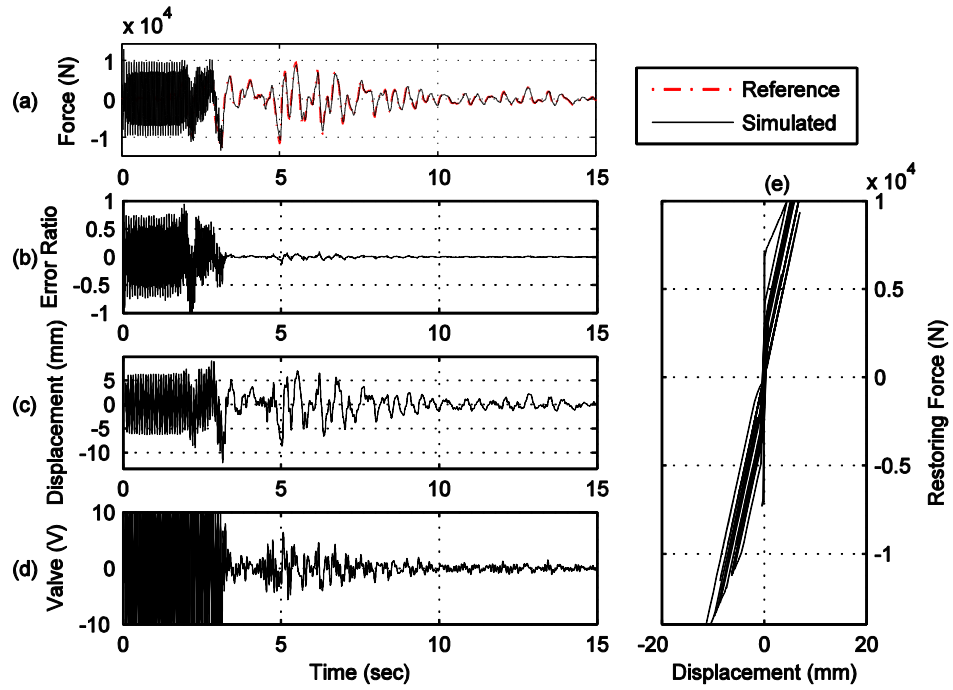 x 10^4
(a)
Force (N)
1
0
-1
0
5
10
15
Reference
Simulated
(b)
Error Ratio
1
0.5
0
-0.5
-1
0
5
10
15
(c)
Displacement (mm)
5
0
-5
-10
0
5
10
15
(d)
Valve (V)
10
0
-10
0
5
10
15
Time (sec)
(e)
x 10^4
1
0.5
0
-0.5
-1
Restoring Force (N)
-20
0
20
Displacement (mm)